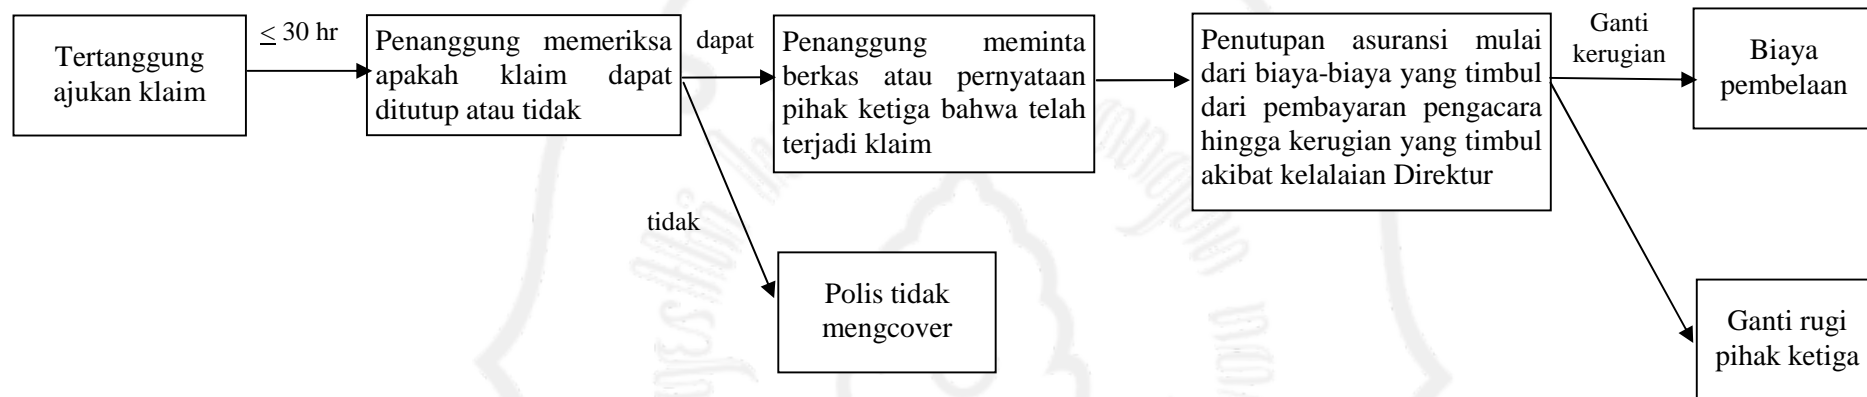 Tertanggung
ajukan klaim
≤ 30 hr
Penanggung memeriksa
apakah klaim dapat
ditutup atau tidak
dapat
tidak
Penanggung meminta
berkas atau pernyataan
pihak ketiga bahwa telah
terjadi klaim
Polis tidak
mengcover
Penutupan asuransi mulai
dari biaya-biaya yang timbul
dari pembayaran pengacara
hingga kerugian yang timbul
akibat kelalaian Direktur
Ganti
kerugian
Biaya
pembelaan
Ganti rugi
pihak ketiga